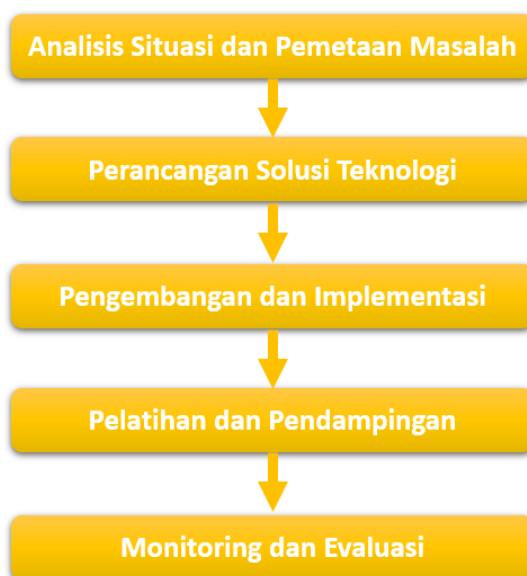 Analisis Situasi dan Pemetaan Masalah
Perancangan Solusi Teknologi
Pengembangan dan Implementasi
Pelatihan dan Pendampingan
Monitoring dan Evaluasi